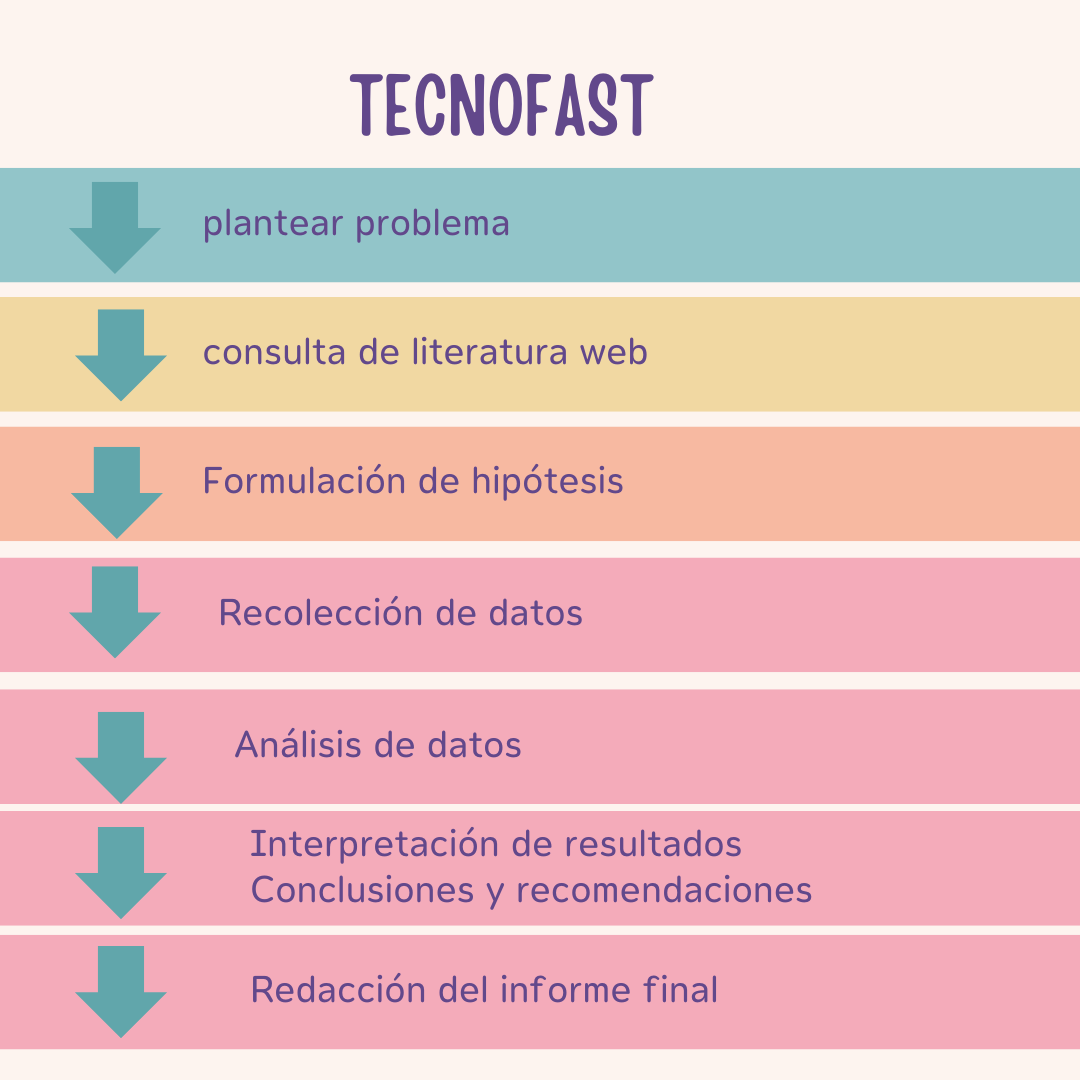 TECNOFAST
plantear problema
consulta de literatura web
Formulación de hipótesis
Recolección de datos
Análisis de datos
Interpretación de resultados
Conclusiones y recomendaciones
Redacción del informe final